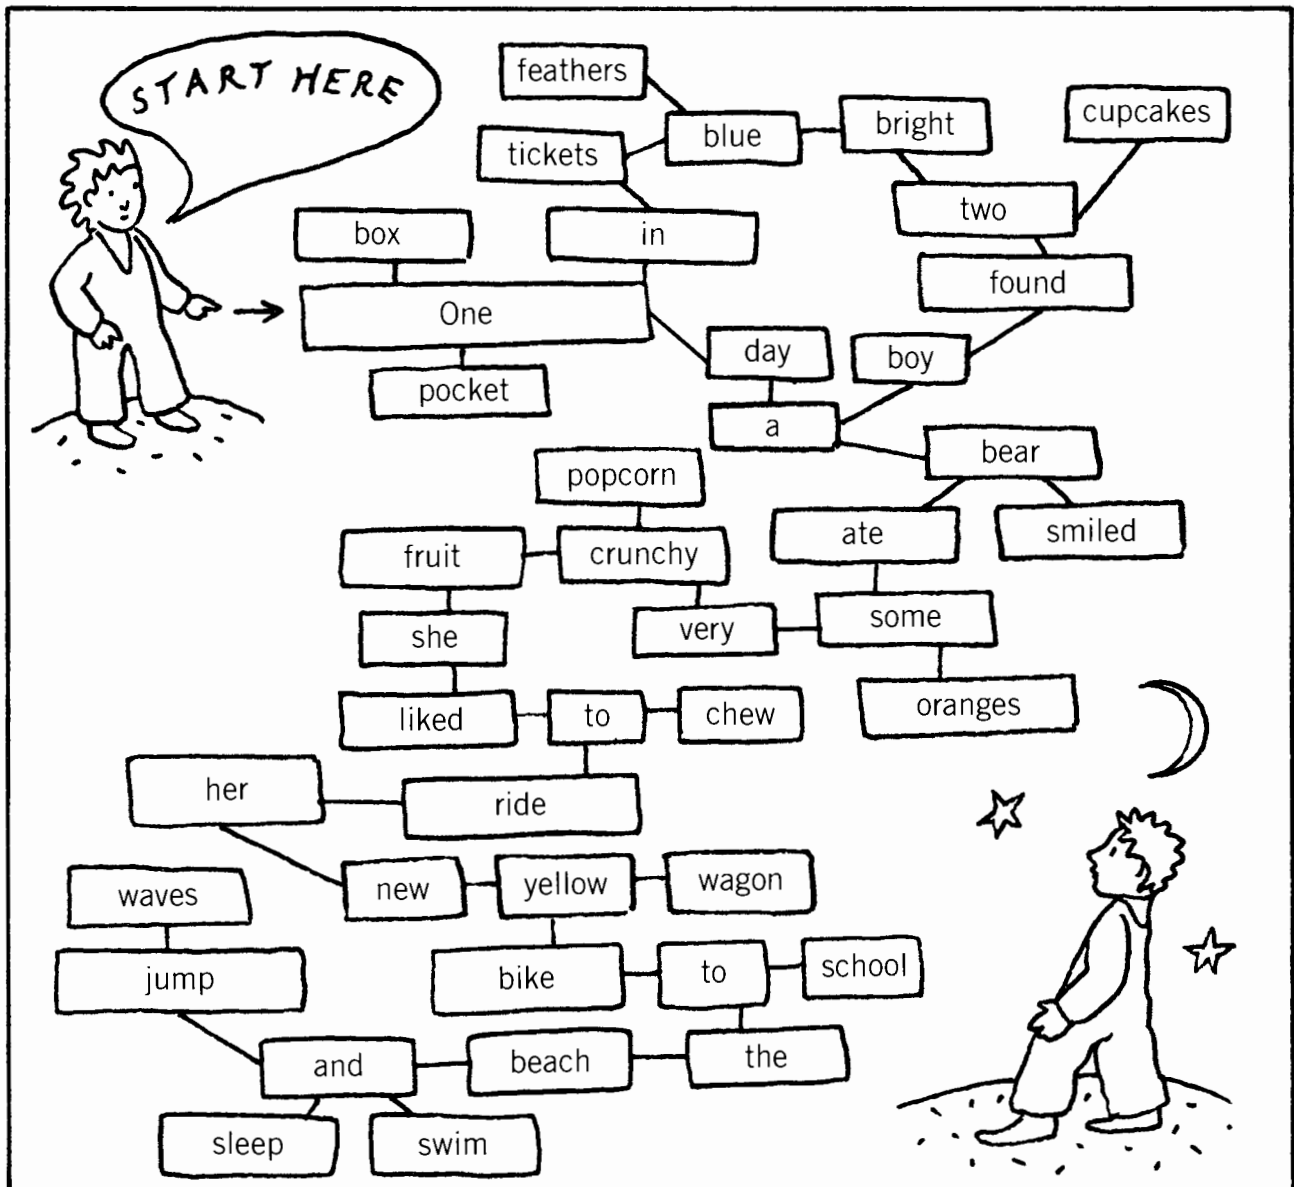 START HERE
feathers
cupcakes
bright
blue
tickets
two
box
in
found
One
day
boy
pocket
a
bear
popcorn
ate
smiled
fruit
crunchy
some
very
she
oranges
liked
to
chew
her
ride
new
yellow
wagon
waves
jump
bike
to
school
and
beach
the
sleep
swim